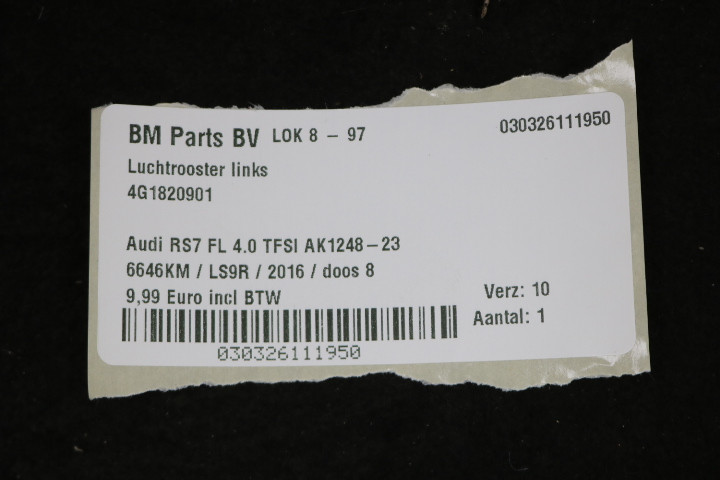 BM Parts BV LOK 8 - 97
030326111950
Luchtrooster links
4G1820901
Audi RS7 FL 4.0 TFSI AK1248-23
6646KM / LS9R / 2016 / doos 8
9,99 Euro incl BTW
Verz: 10
Aantal: 1
030326111950